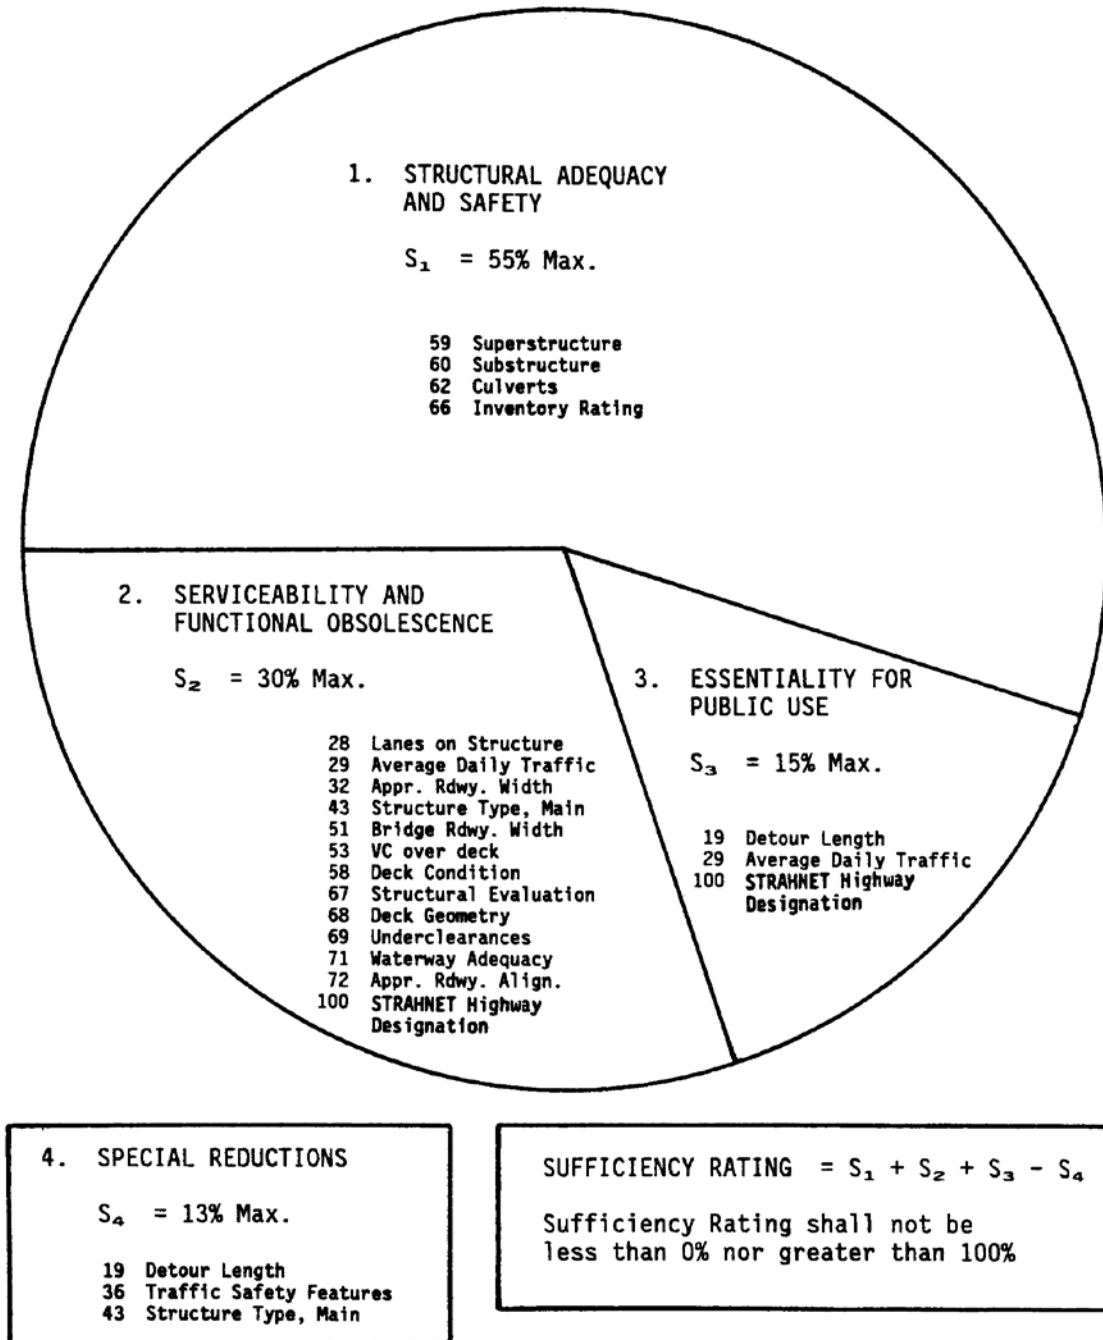 1. STRUCTURAL ADEQUACY
AND SAFETY
S₁ = 55% Max.
59 Superstructure
60 Substructure
62 Culverts
66 Inventory Rating
2. SERVICEABILITY AND
FUNCTIONAL OBSOLESCENCE
S₂ = 30% Max.
28 Lanes on Structure
29 Average Daily Traffic
32 Appr. Rdwy. Width
43 Structure Type, Main
51 Bridge Rdwy. Width
53 VC over deck
58 Deck Condition
67 Structural Evaluation
68 Deck Geometry
69 Underclearances
71 Waterway Adequacy
72 Appr. Rdwy. Align.
100 STRAHNET Highway
Designation
3. ESSENTIALITY FOR
PUBLIC USE
S₃ = 15% Max.
19 Detour Length
29 Average Daily Traffic
100 STRAHNET Highway
Designation
4. SPECIAL REDUCTIONS
S₄ = 13% Max.
19 Detour Length
36 Traffic Safety Features
43 Structure Type, Main
SUFFICIENCY RATING = S₁ + S₂ + S₃ - S₄
Sufficiency Rating shall not be
less than 0% nor greater than 100%